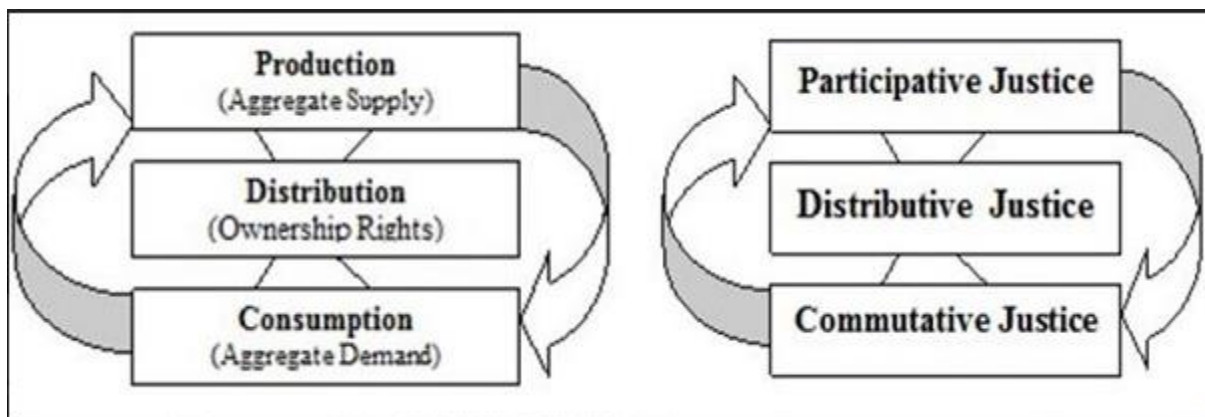 Production
(Aggregate Supply)
Distribution
(Ownership Rights)
Consumption
(Aggregate Demand)
Participative Justice
Distributive Justice
Commutative Justice